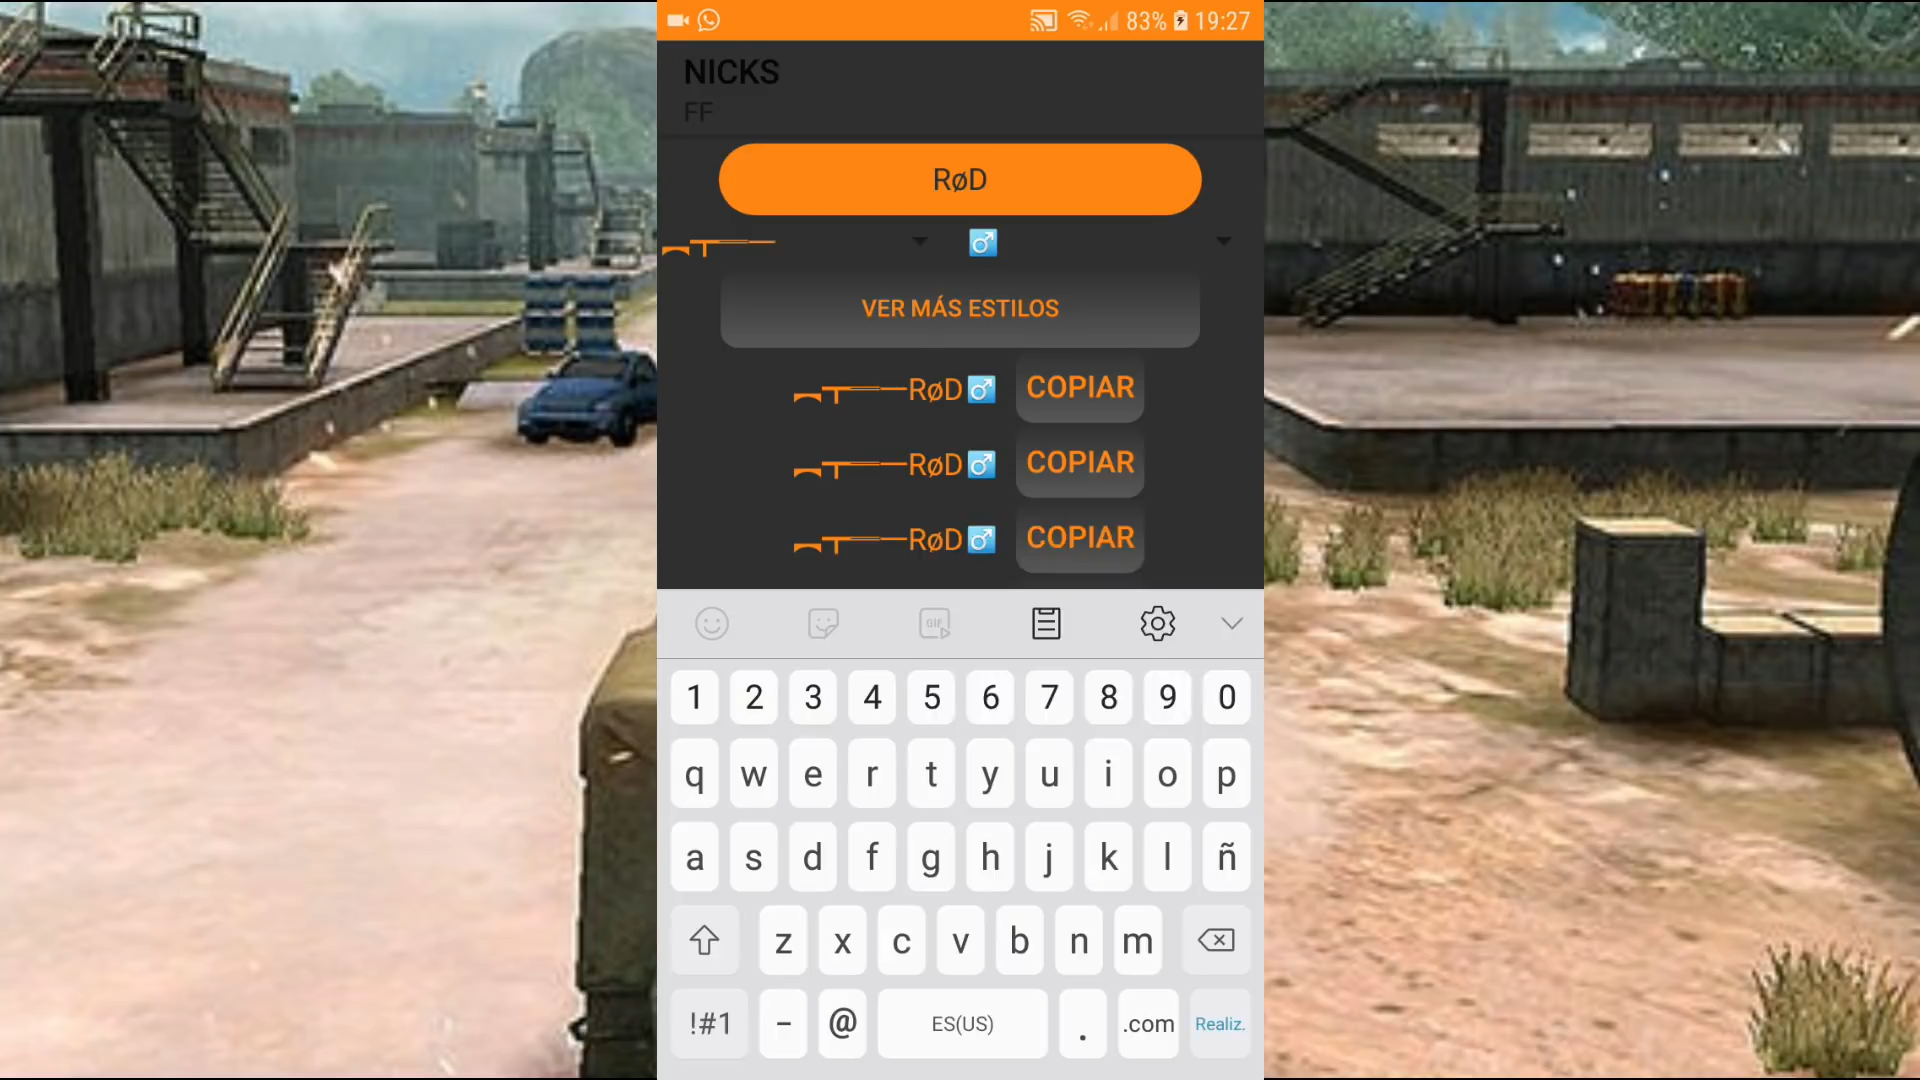 83% 19:27
NICKS
FF
RøD
VER MÁS ESTILOS
︻╦̵̵͇══╤─RøD♂️ COPIAR
︻╦̵̵͇══╤─RøD♂️ COPIAR
︻╦̵̵͇══╤─RøD♂️ COPIAR
GIF
1 2 3 4 5 6 7 8 9 0
q w e r t y u i o p
a s d f g h j k l ñ
z x c v b n m
!#1 - @ ES(US) . .com Realiz.